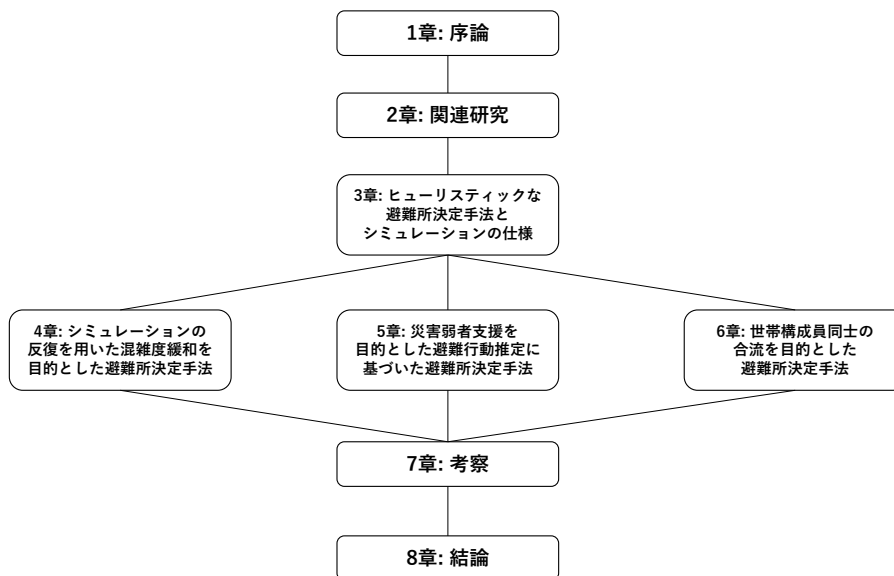 1章: 序論
2章: 関連研究
3章: ヒューリスティックな
避難所決定手法と
シミュレーションの仕様
4章: シミュレーションの
反復を用いた混雑度緩和を
目的とした避難所決定手法
5章: 災害弱者支援を
目的とした避難行動推定に
基づいた避難所決定手法
6章: 世帯構成員同士の
合流を目的とした
避難所決定手法
7章: 考察
8章: 結論